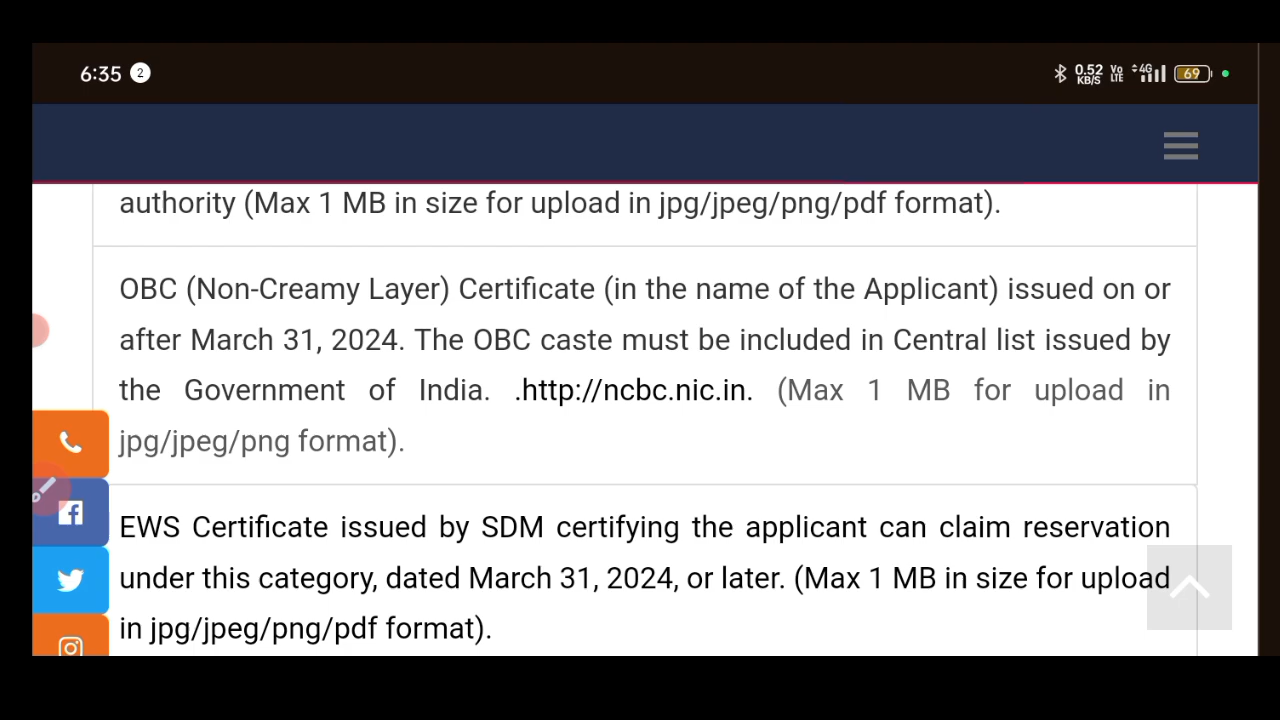 6:35 2 0.52 KB/S Vo LTE 4G 69
authority (Max 1 MB in size for upload in jpg/jpeg/png/pdf format).
OBC (Non-Creamy Layer) Certificate (in the name of the Applicant) issued on or
after March 31, 2024. The OBC caste must be included in Central list issued by
the Government of India. .http://ncbc.nic.in. (Max 1 MB for upload in
jpg/jpeg/png format).
EWS Certificate issued by SDM certifying the applicant can claim reservation
under this category, dated March 31, 2024, or later. (Max 1 MB in size for upload
in jpg/jpeg/png/pdf format).